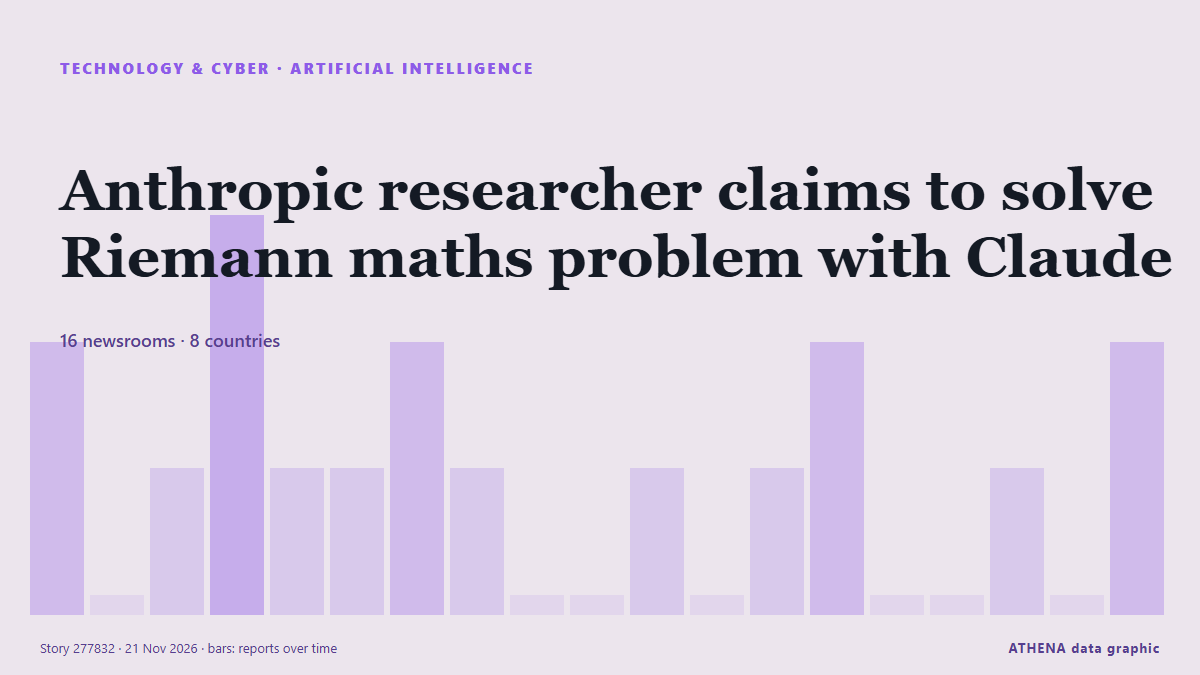 TECHNOLOGY & CYBER · ARTIFICIAL INTELLIGENCE
Anthropic researcher claims to solve
Riemann maths problem with Claude
16 newsrooms · 8 countries
Story 277832 · 21 Nov 2026 · bars: reports over time
ATHENA data graphic